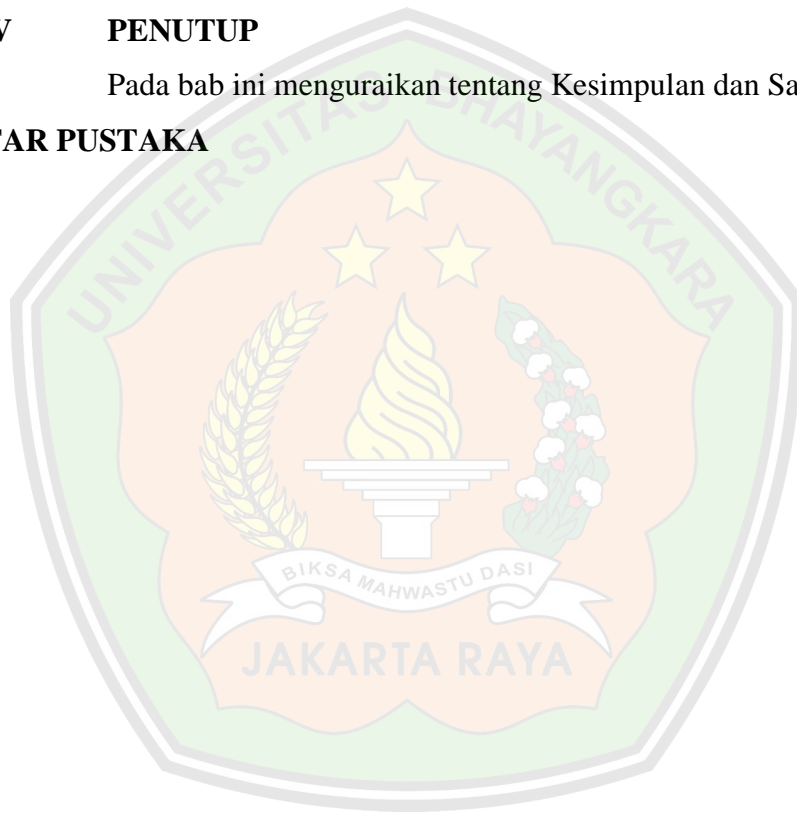 V PENUTUP
Pada bab ini menguraikan tentang Kesimpulan dan Sa
TAR PUSTAKA
UNIVERSITAS BHAYANGKARA
BIKSA MAHWASTU DASI
JAKARTA RAYA